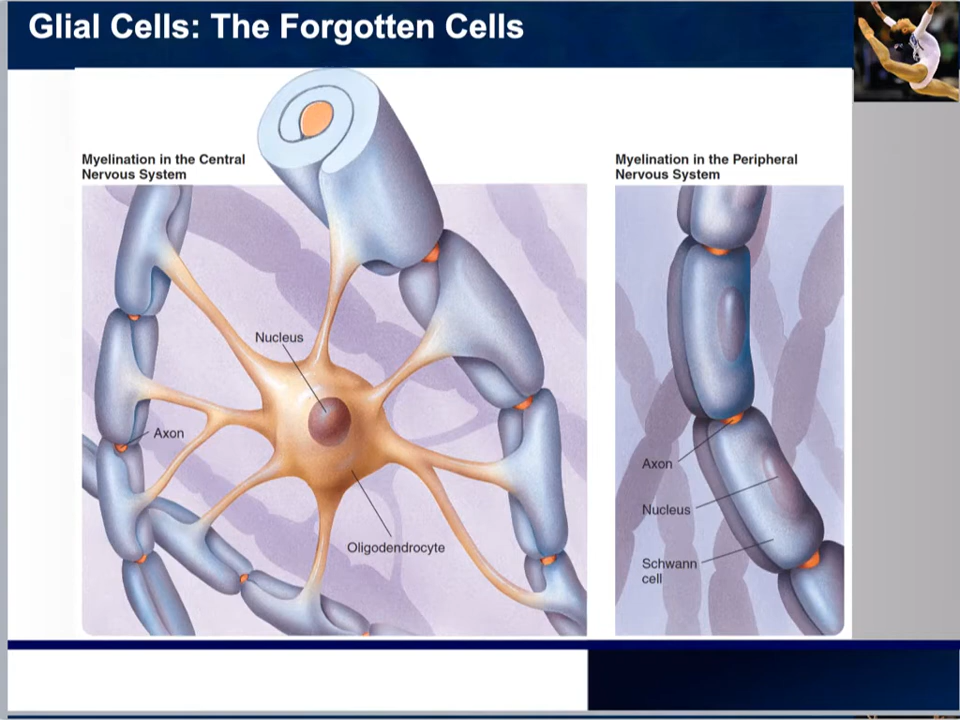 Glial Cells: The Forgotten Cells
Myelination in the Central
Nervous System
Nucleus
Axon
Oligodendrocyte
Myelination in the Peripheral
Nervous System
Axon
Nucleus
Schwann
cell